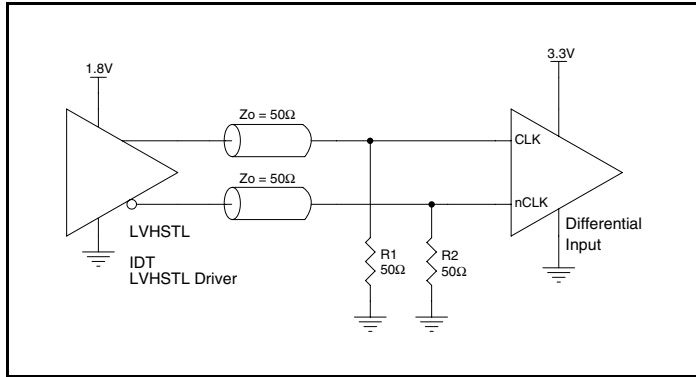 1.8V
3.3V
Zo = 50Ω
CLK
Zo = 50Ω
nCLK
LVHSTL
IDT
LVHSTL Driver
R1
50Ω
R2
50Ω
Differential
Input